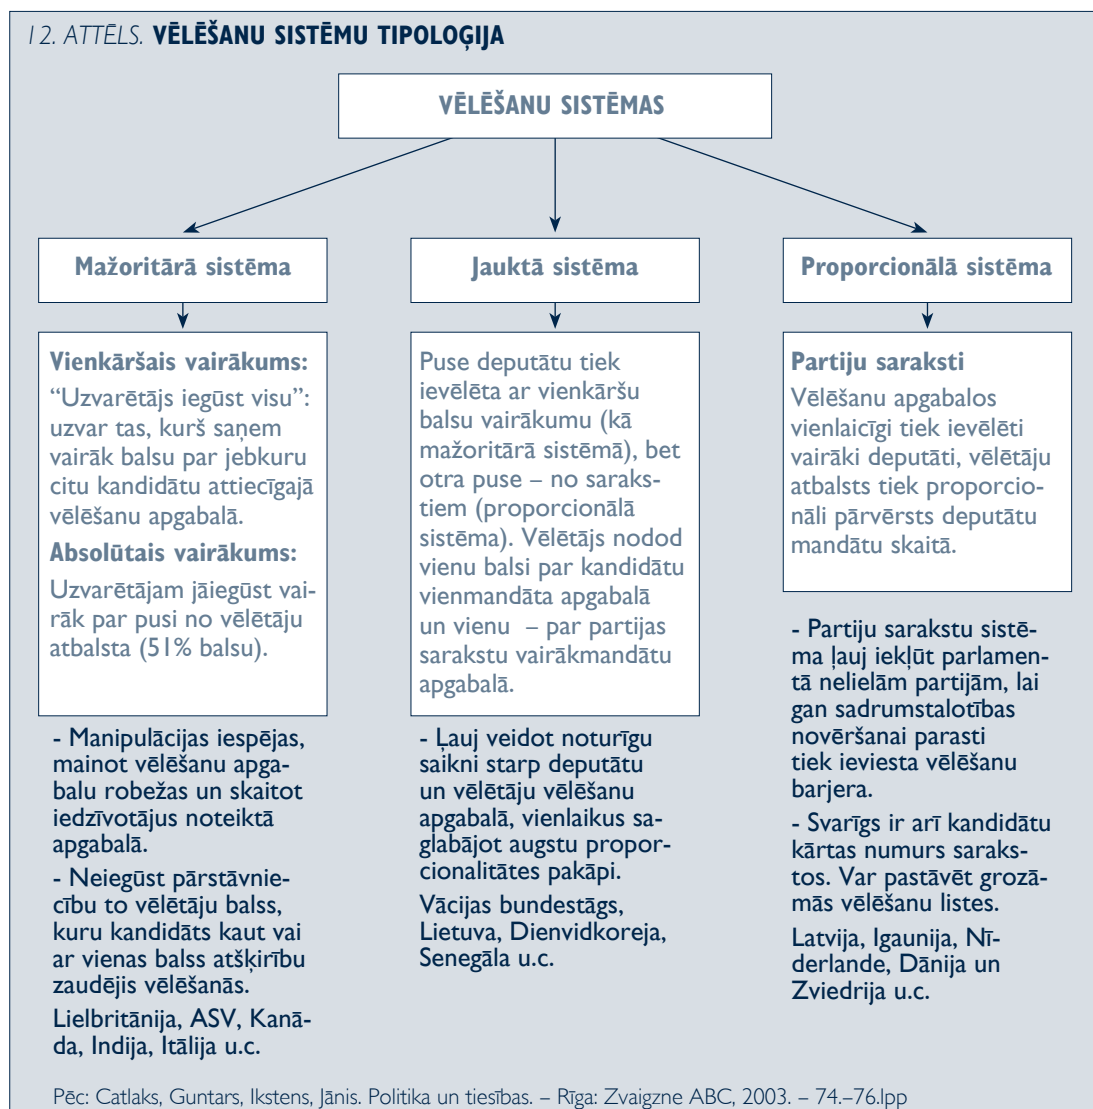 12. ATTĒLS. VĒLĒŠANU SISTĒMU TIPOLOĢIJA
VĒLĒŠANU SISTĒMAS
Mažoritārā sistēma
Vienkāršais vairākums:
“Uzvarētājs iegūst visu”:
uzvar tas, kurš saņem
vairāk balsu par jebkuru
citu kandidātu attiecīgajā
vēlēšanu apgabalā.
Absolūtais vairākums:
Uzvarētājam jāiegūst vai-
rāk par pusi no vēlētāju
atbalsta (51% balsu).
- Manipulācijas iespējas,
mainot vēlēšanu apga-
balu robežas un skaitot
iedzīvotājus noteiktā
apgabalā.
- Neiegūst pārstāvnie-
cību to vēlētāju balss,
kuru kandidāts kaut vai
ar vienas balss atšķirību
zaudējis vēlēšanās.
Lielbritānija, ASV, Kanā-
da, Indija, Itālija u.c.
Jauktā sistēma
Puse deputātu tiek
ievēlēta ar vienkāršu
balsu vairākumu (kā
mažoritārā sistēmā), bet
otra puse – no saraks-
tiem (proporcionālā
sistēma). Vēlētājs nodod
vienu balsi par kandidātu
vienmandāta apgabalā
un vienu – par partijas
sarakstu vairākmandātu
apgabalā.
- Ļauj veidot noturīgu
saikni starp deputātu
un vēlētāju vēlēšanu
apgabalā, vienlaikus sa-
glabājot augstu propor-
cionalitātes pakāpi.
Vācijas bundestāgs,
Lietuva, Dienvidkoreja,
Senegāla u.c.
Proporcionālā sistēma
Partiju saraksti
Vēlēšanu apgabalos
vienlaicīgi tiek ievēlēti
vairāki deputāti, vēlētāju
atbalsts tiek proporcio-
nāli pārvērsts deputātu
mandātu skaitā.
- Partiju sarakstu sistē-
ma ļauj iekļūt parlamen-
tā nelielām partijām, lai
gan sadrumstalotības
novēršanai parasti
tiek ieviesta vēlēšanu
barjera.
- Svarīgs ir arī kandidātu
kārtas numurs saraks-
tos. Var pastāvēt grozā-
mās vēlēšanu listes.
Latvija, Igaunija, Nī-
derlande, Dānija un
Zviedrija u.c.
Pēc: Catlaks, Guntars, Ikstens, Jānis. Politika un tiesības. – Rīga: Zvaigzne ABC, 2003. – 74.–76.lpp